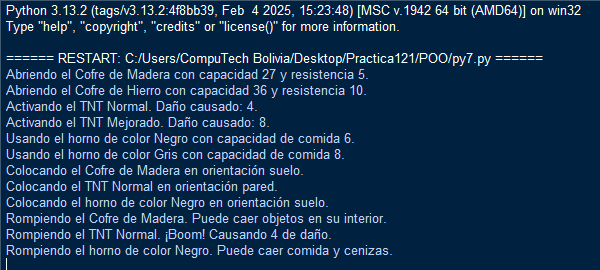 Python 3.13.2 (tags/v3.13.2:4f8bb39, Feb  4 2025, 15:23:48) [MSC v.1942 64 bit (AMD64)] on win32
Type "help", "copyright", "credits" or "license()" for more information.
====== RESTART: C:/Users/CompuTech Bolivia/Desktop/Practica121/POO/py7.py ======
Abriendo el Cofre de Madera con capacidad 27 y resistencia 5.
Abriendo el Cofre de Hierro con capacidad 36 y resistencia 10.
Activando el TNT Normal. Daño causado: 4.
Activando el TNT Mejorado. Daño causado: 8.
Usando el horno de color Negro con capacidad de comida 6.
Usando el horno de color Gris con capacidad de comida 8.
Colocando el Cofre de Madera en orientación suelo.
Colocando el TNT Normal en orientación pared.
Colocando el horno de color Negro en orientación suelo.
Rompiendo el Cofre de Madera. Puede caer objetos en su interior.
Rompiendo el TNT Normal. ¡Boom! Causando 4 de daño.
Rompiendo el horno de color Negro. Puede caer comida y cenizas.